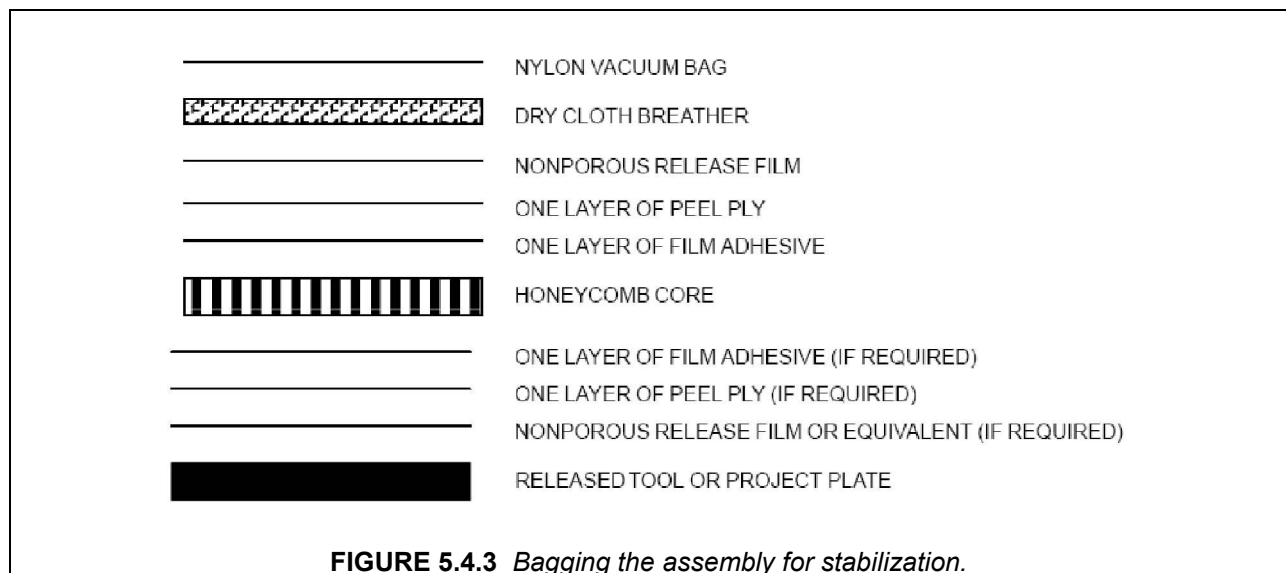 NYLON VACUUM BAG
DRY CLOTH BREATHER
NONPOROUS RELEASE FILM
ONE LAYER OF PEEL PLY
ONE LAYER OF FILM ADHESIVE
HONEYCOMB CORE
ONE LAYER OF FILM ADHESIVE (IF REQUIRED)
ONE LAYER OF PEEL PLY (IF REQUIRED)
NONPOROUS RELEASE FILM OR EQUIVALENT (IF REQUIRED)
RELEASED TOOL OR PROJECT PLATE
FIGURE 5.4.3 Bagging the assembly for stabilization.